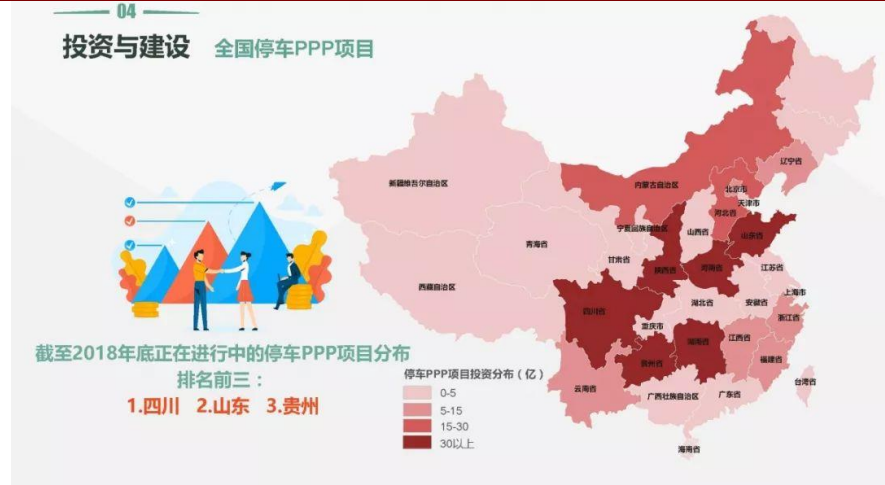 04
投资与建设 全国停车PPP项目
截至2018年底正在进行中的停车PPP项目分布
排名前三：
1.四川 2.山东 3.贵州
新疆维吾尔自治区
西藏自治区
青海省
甘肃省
宁夏回族自治区
内蒙古自治区
辽宁省
北京市
天津市
河北省
山西省
山东省
陕西省
河南省
江苏省
上海市
安徽省
湖北省
四川省
重庆市
浙江省
江西省
湖南省
贵州省
福建省
云南省
广西壮族自治区
广东省
台湾省
海南省
停车PPP项目投资分布（亿）
0-5
5-15
15-30
30以上